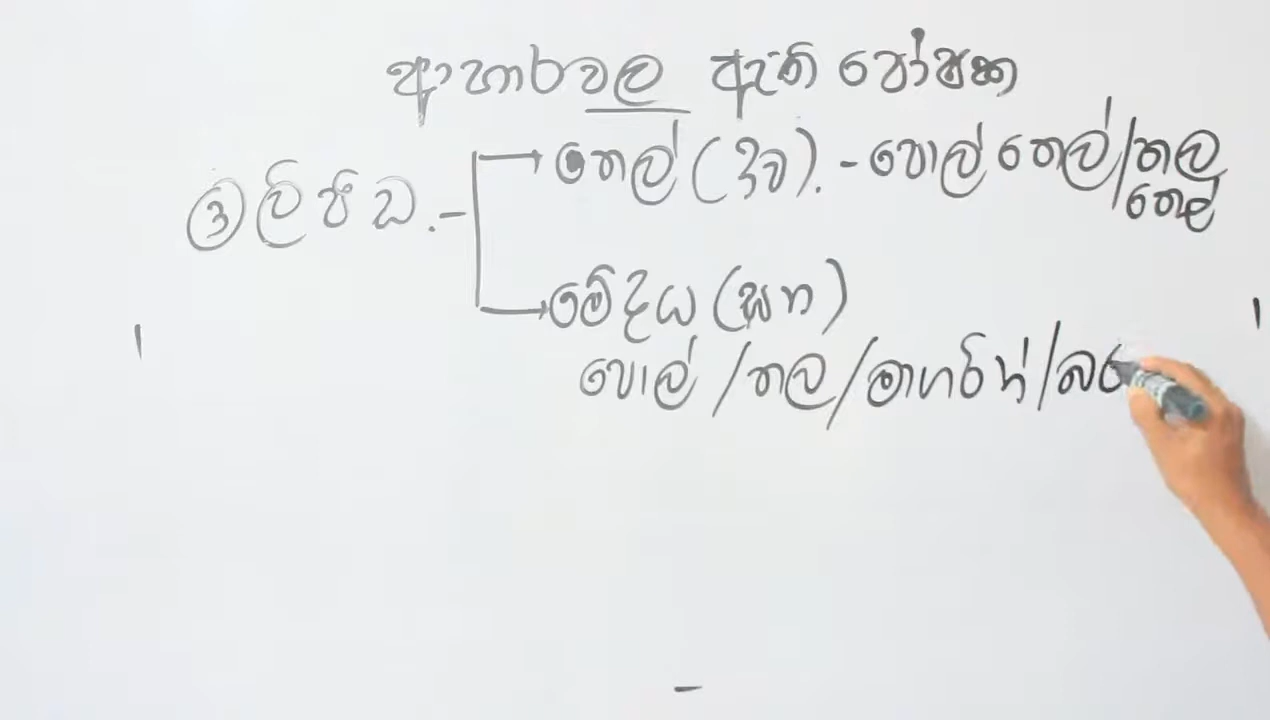 ආහාරවල ඇති පෝෂක
③ ලිපිඩ. -
තෙල් (ද්‍රව). - පොල් තෙල් / තල තෙල්
මේදය (ඝන)
පොල් / තල / මාගරින් / බට